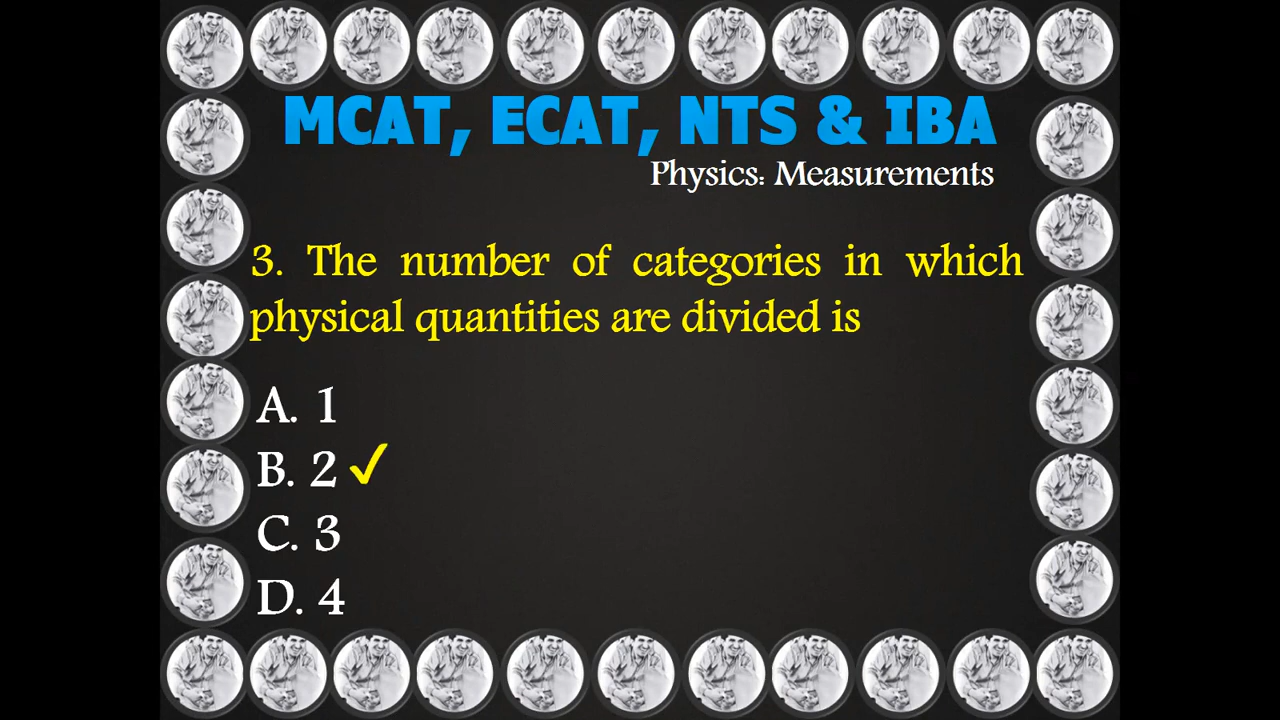 MCAT, ECAT, NTS & IBA
Physics: Measurements
3. The number of categories in which
physical quantities are divided is
A. 1
B. 2 ✓
C. 3
D. 4